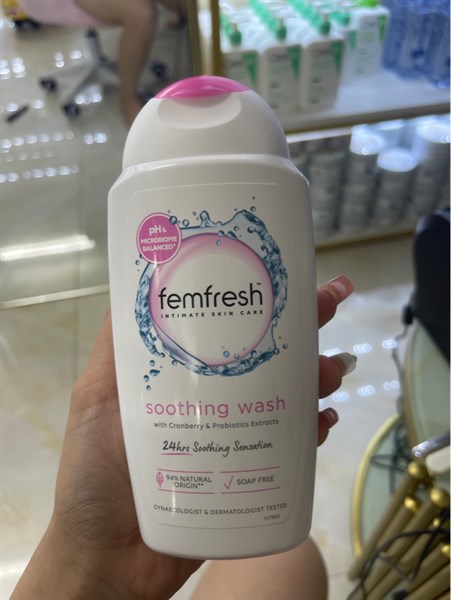 pH &
MICROBIOME
BALANCED*
femfresh™
INTIMATE SKIN CARE
soothing wash
with Cranberry & Probiotics Extracts
24hrs Soothing Sensation
94% NATURAL
ORIGIN**
SOAP FREE
GYNAECOLOGIST & DERMATOLOGIST TESTED